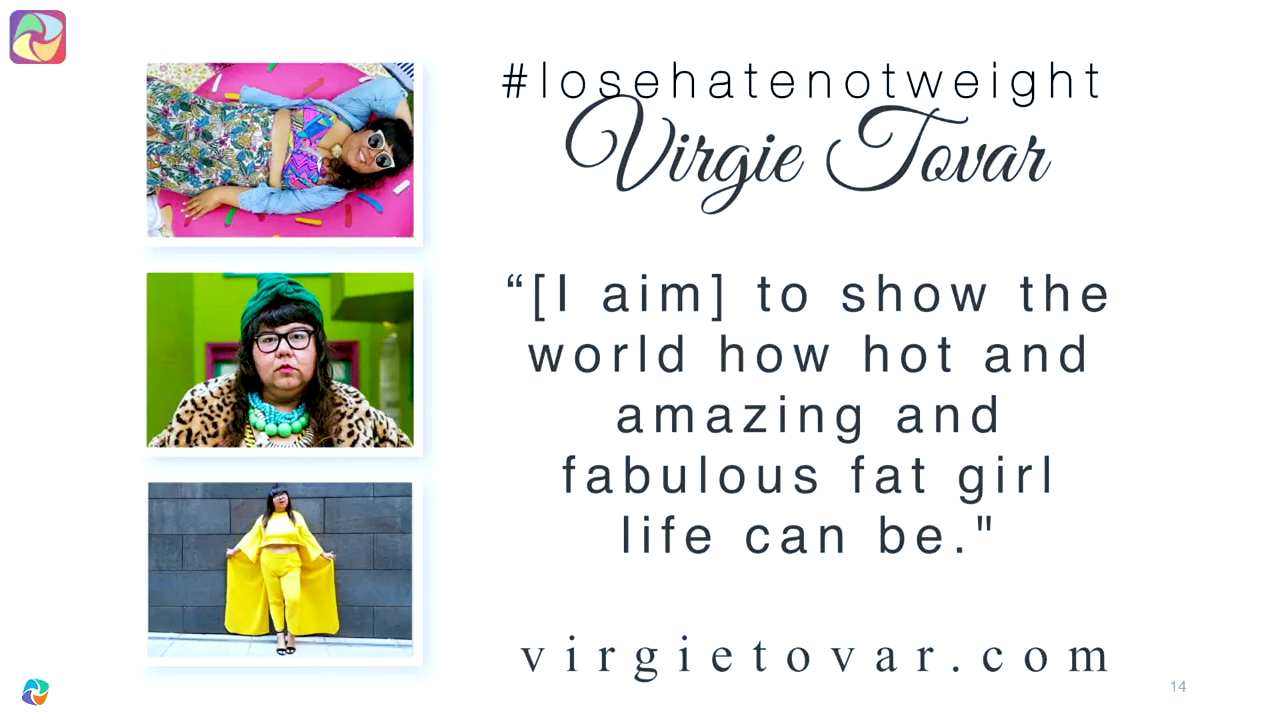 #losehatenotweight
Virgie Tovar
“[I aim] to show the
world how hot and
amazing and
fabulous fat girl
life can be."
virgietovar.com
14